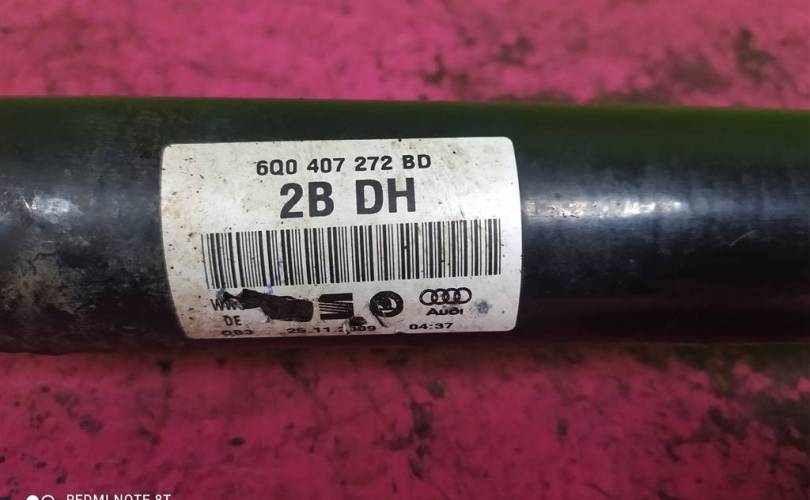 6Q0 407 272 BD
2B DH
Audi
DE
04:37
REDMI NOTE 8T